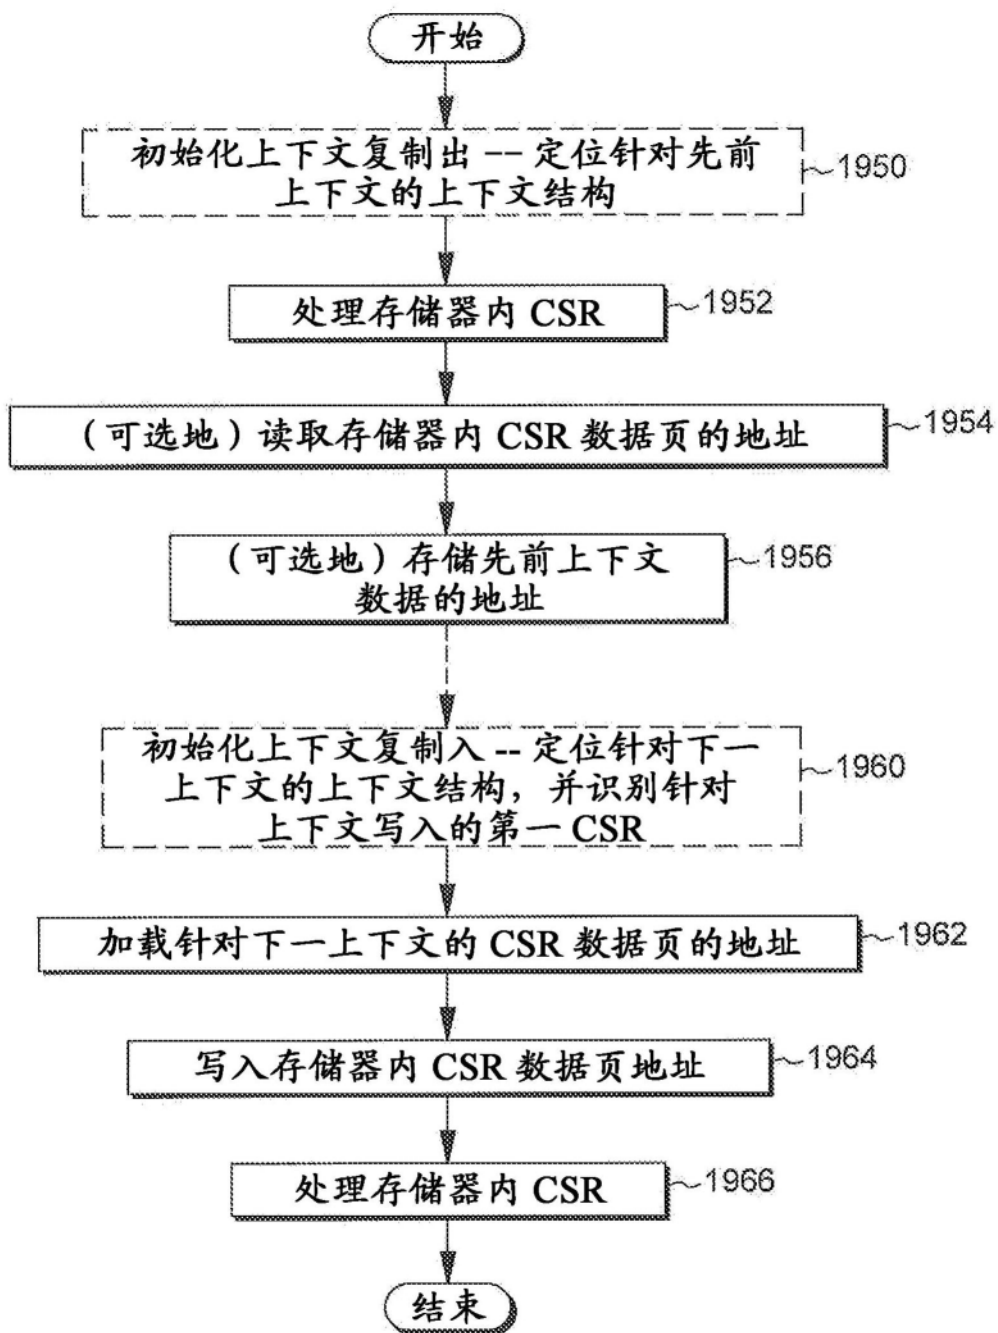 开始
初始化上下文复制出 -- 定位针对先前
上下文的上下文结构
1950
处理存储器内 CSR
1952
（可选地）读取存储器内 CSR 数据页的地址
1954
（可选地）存储先前上下文
数据的地址
1956
初始化上下文复制入 -- 定位针对下一
上下文的上下文结构，并识别针对
上下文写入的第一 CSR
1960
加载针对下一上下文的 CSR 数据页的地址
1962
写入存储器内 CSR 数据页地址
1964
处理存储器内 CSR
1966
结束